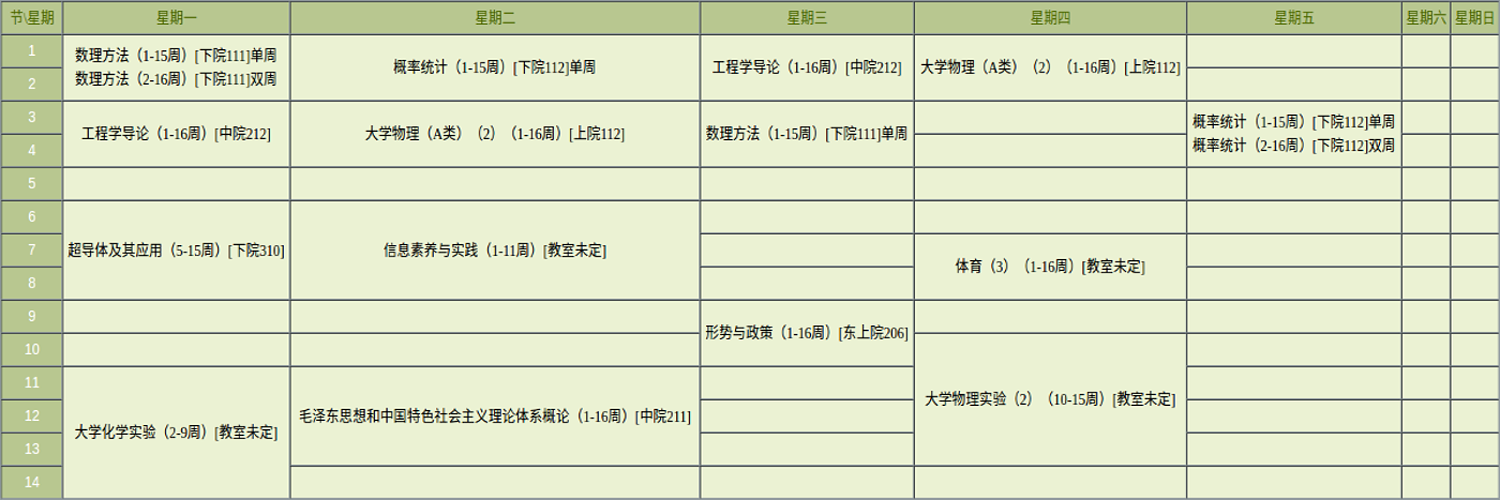 节\星期 星期一 星期二 星期三 星期四 星期五 星期六 星期日
1
数理方法（1-15周）[下院111]单周
数理方法（2-16周）[下院111]双周
概率统计（1-15周）[下院112]单周
工程学导论（1-16周）[中院212]
大学物理（A类）（2）（1-16周）[上院112]
2
3
工程学导论（1-16周）[中院212]
大学物理（A类）（2）（1-16周）[上院112]
数理方法（1-15周）[下院111]单周
概率统计（1-15周）[下院112]单周
概率统计（2-16周）[下院112]双周
4
5
6
超导体及其应用（5-15周）[下院310]
信息素养与实践（1-11周）[教室未定]
7
体育（3）（1-16周）[教室未定]
8
9
形势与政策（1-16周）[东上院206]
10
大学物理实验（2）（10-15周）[教室未定]
11
大学化学实验（2-9周）[教室未定]
毛泽东思想和中国特色社会主义理论体系概论（1-16周）[中院211]
12
13
14